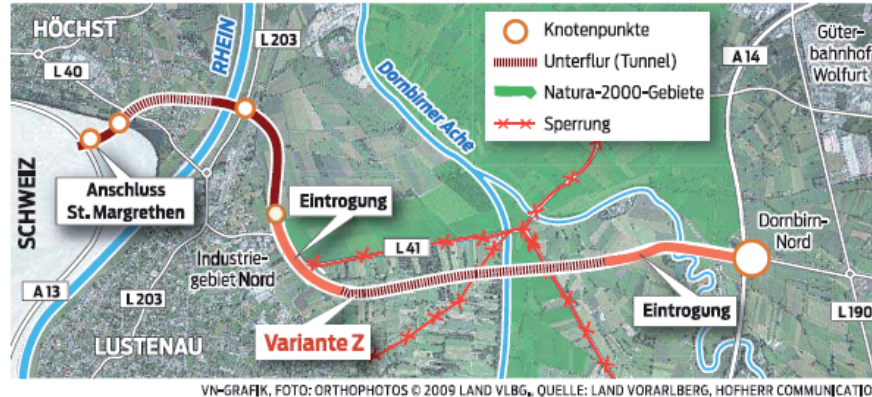 HÖCHST
L 40
RHEIN
L 203
Dornbirner Ache
Knotenpunkte
Unterflur (Tunnel)
Natura-2000-Gebiete
Sperrung
A 14
Güter-
bahnhof
Wolfurt
SCHWEIZ
Anschluss
St. Margrethen
Eintrogung
Industrie-
gebiet Nord
L 41
Dornbirn-
Nord
A 13
L 203
LUSTENAU
Variante Z
Eintrogung
L 190
VN-GRAFIK, FOTO: ORTHOPHOTOS © 2009 LAND VLBG., QUELLE: LAND VORARLBERG, HOFHERR COMMUNICATIO